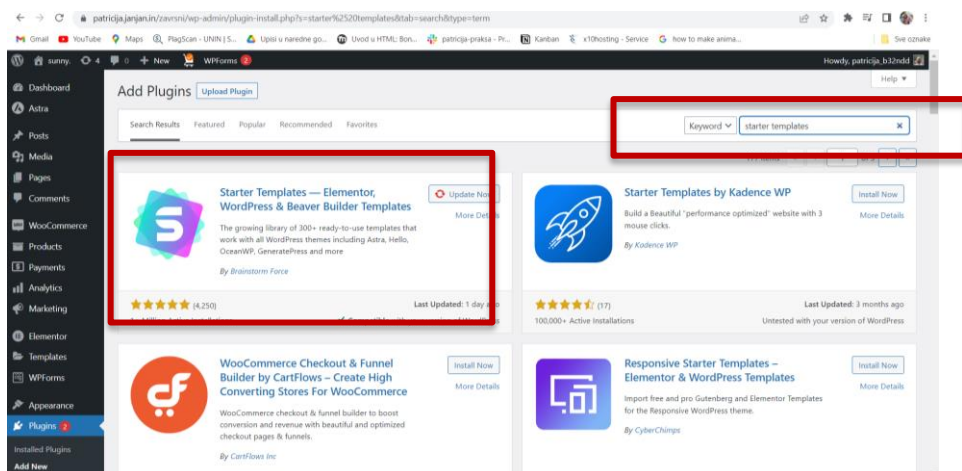 patricija.janjan.in/zavrsni/wp-admin/plugin-install.php?s=starter%2520templates&tab=search&type=term
Gmail YouTube Maps PlagScan - UNIN | S... Upisi u naredne go... Uvod u HTML: Bon... patricija-praksa - Pr... Kanban x10hosting - Service how to make anima... Sve oznake
sunny. 4 0 + New WPForms 2 Howdy, patricija_b32ndd
Help ▼
Dashboard
Astra
Posts
Media
Pages
Comments
WooCommerce
Products
Payments
Analytics
Marketing
Elementor
Templates
WPForms
Appearance
Plugins 2
Installed Plugins
Add New
Add Plugins Upload Plugin
Search Results Featured Popular Recommended Favorites Keyword starter templates
Starter Templates — Elementor,
WordPress & Beaver Builder Templates
Update Now
More Details
The growing library of 300+ ready-to-use templates that
work with all WordPress themes including Astra, Hello,
OceanWP, GeneratePress and more
By Brainstorm Force
(4,250)
Last Updated: 1 day ago
Starter Templates by Kadence WP
Install Now
More Details
Build a Beautiful "performance optimized" website with 3
mouse clicks.
By Kadence WP
(17)
Last Updated: 3 months ago
100,000+ Active Installations
Untested with your version of WordPress
WooCommerce Checkout & Funnel
Builder by CartFlows – Create High
Converting Stores For WooCommerce
Install Now
More Details
WooCommerce checkout & funnel builder to boost
conversion and revenue with beautiful and optimized
checkout pages & funnels.
By CartFlows Inc
Responsive Starter Templates –
Elementor & WordPress Templates
Install Now
More Details
Import free and pro Gutenberg and Elementor Templates
for the Responsive WordPress theme.
By CyberChimps